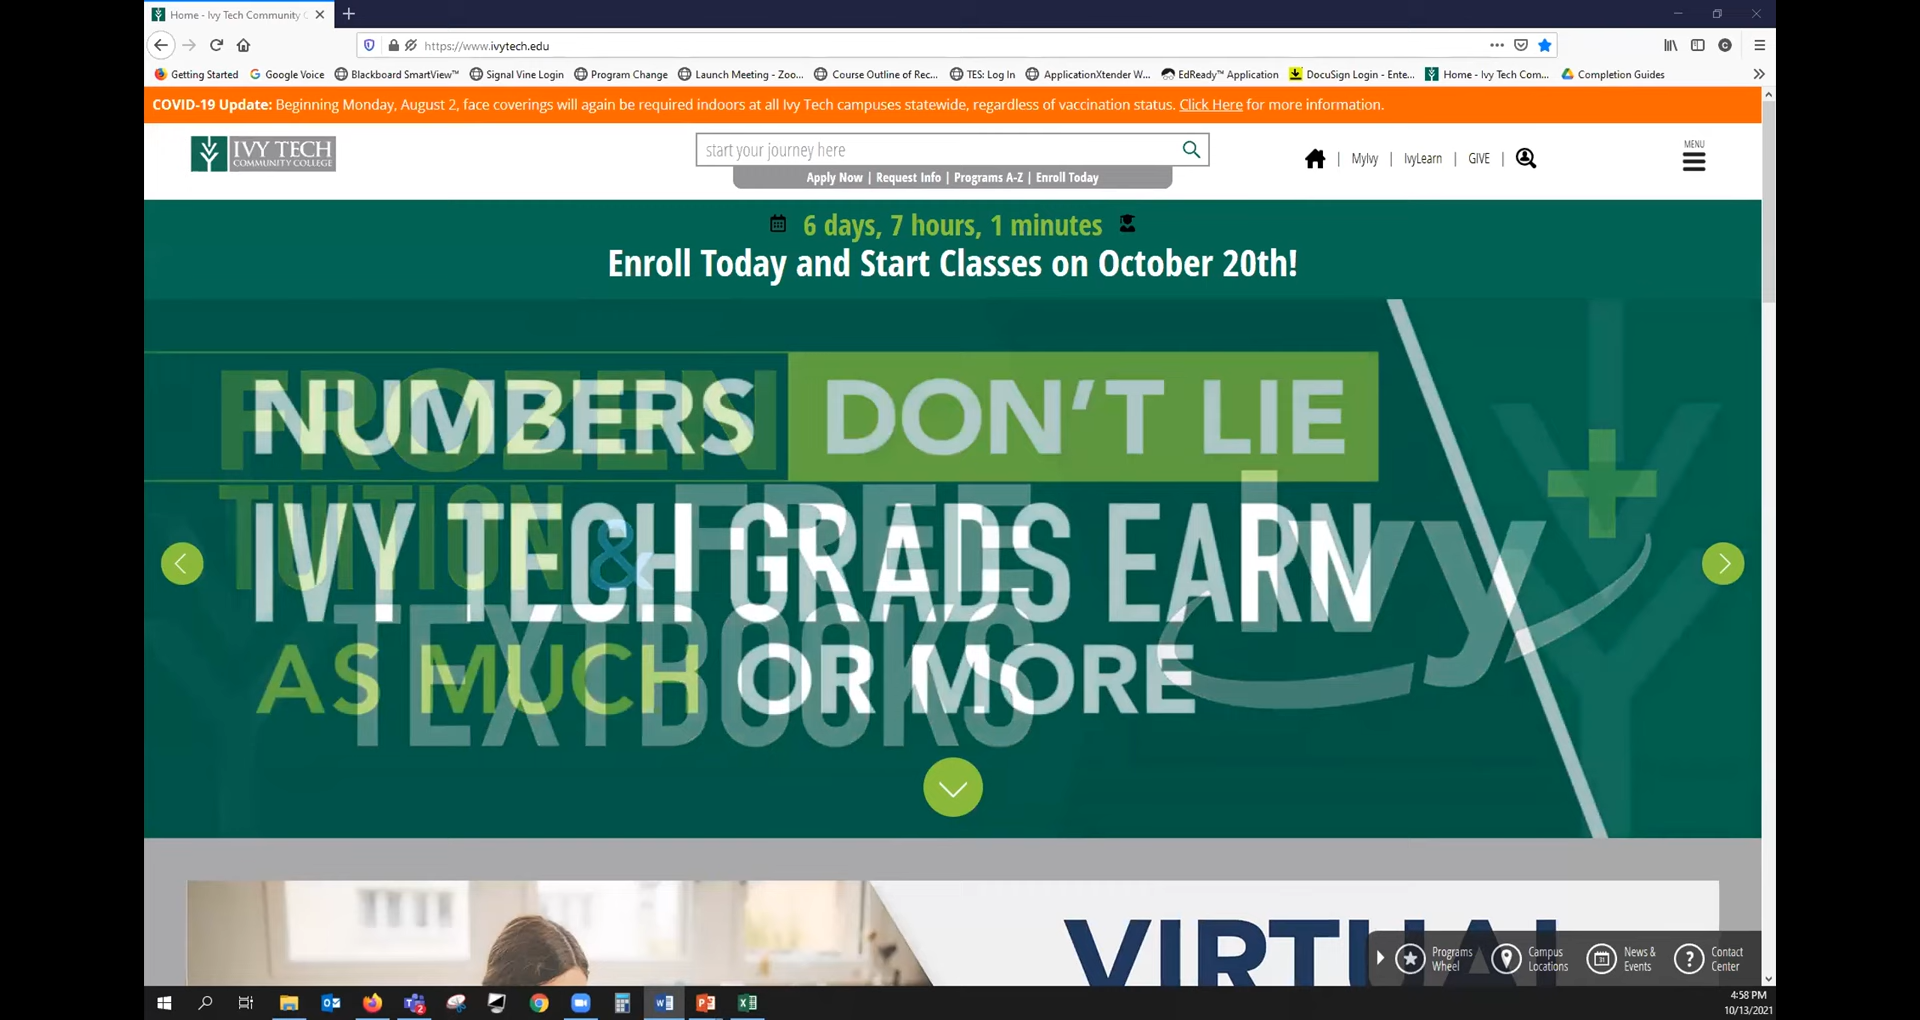 Home - Ivy Tech Community C
https://www.ivytech.edu
Getting Started Google Voice Blackboard SmartView™ Signal Vine Login Program Change Launch Meeting - Zoo... Course Outline of Rec... TES: Log In ApplicationXtender W... EdReady™ Application DocuSign Login - Ente... Home - Ivy Tech Com... Completion Guides
COVID-19 Update: Beginning Monday, August 2, face coverings will again be required indoors at all Ivy Tech campuses statewide, regardless of vaccination status. Click Here for more information.
IVY TECH
COMMUNITY COLLEGE
start your journey here
Apply Now | Request Info | Programs A-Z | Enroll Today
MyIvy | IvyLearn | GIVE |
MENU
6 days, 7 hours, 1 minutes
Enroll Today and Start Classes on October 20th!
NUMBERS DON'T LIE
IVY TECH GRADS EARN
AS MUCH OR MORE
FROZEN
TUITION & FREE
TEXTBOOKS
Ivy+
VIRTUAL
Programs Wheel
Campus Locations
News & Events
Contact Center
4:58 PM
10/13/2021